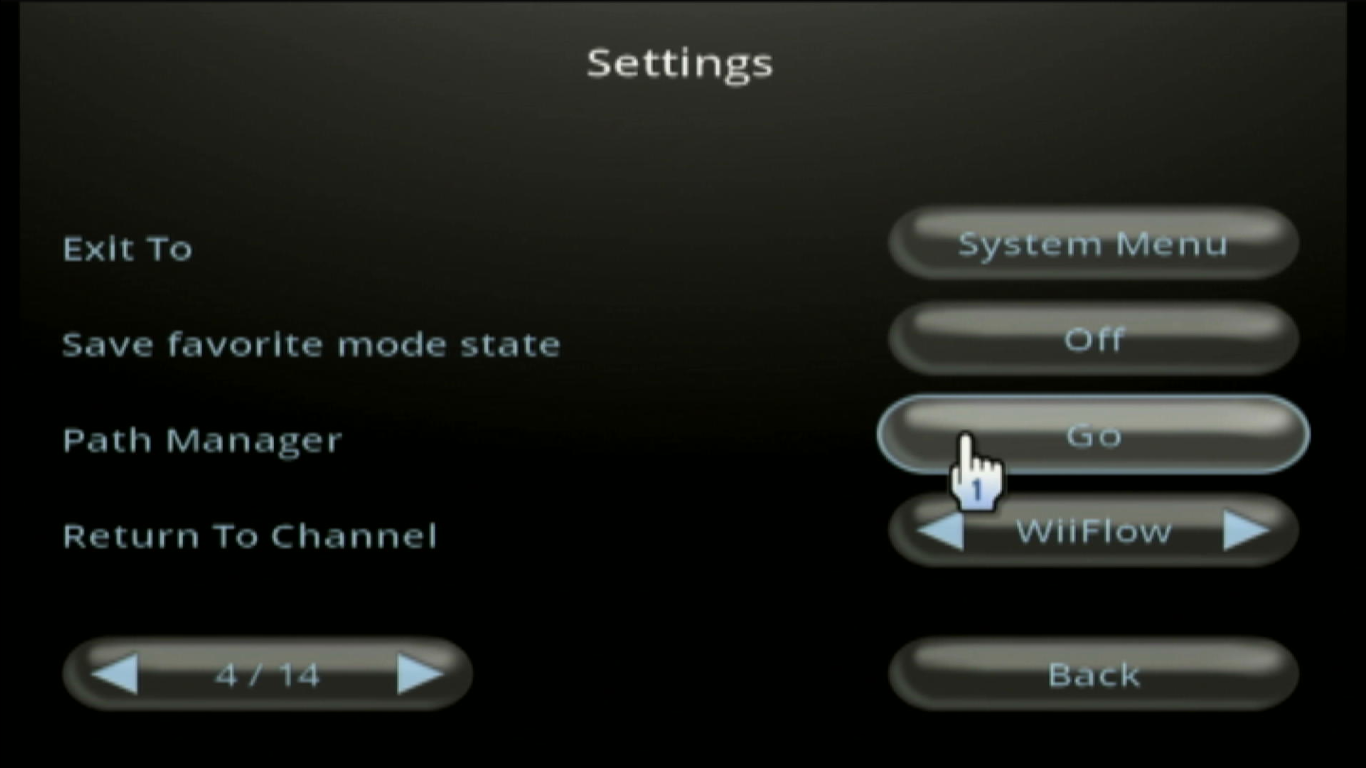 Settings
Exit To
System Menu
Save favorite mode state
Off
Path Manager
Go
1
Return To Channel
WiiFlow
4 / 14
Back